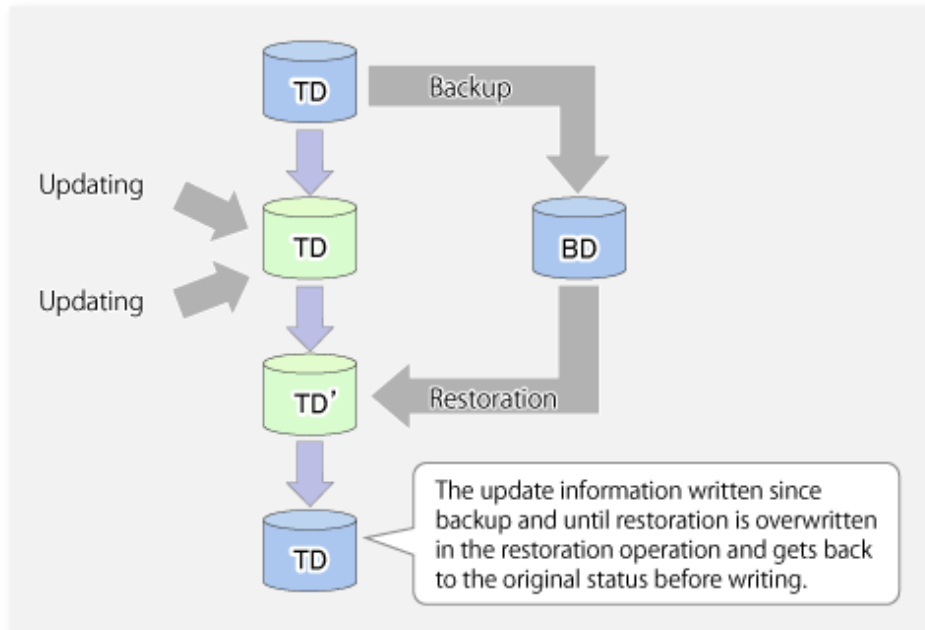 TD
Backup
Updating
TD
BD
Updating
TD'
Restoration
The update information written since
backup and until restoration is overwritten
in the restoration operation and gets back
to the original status before writing.
TD